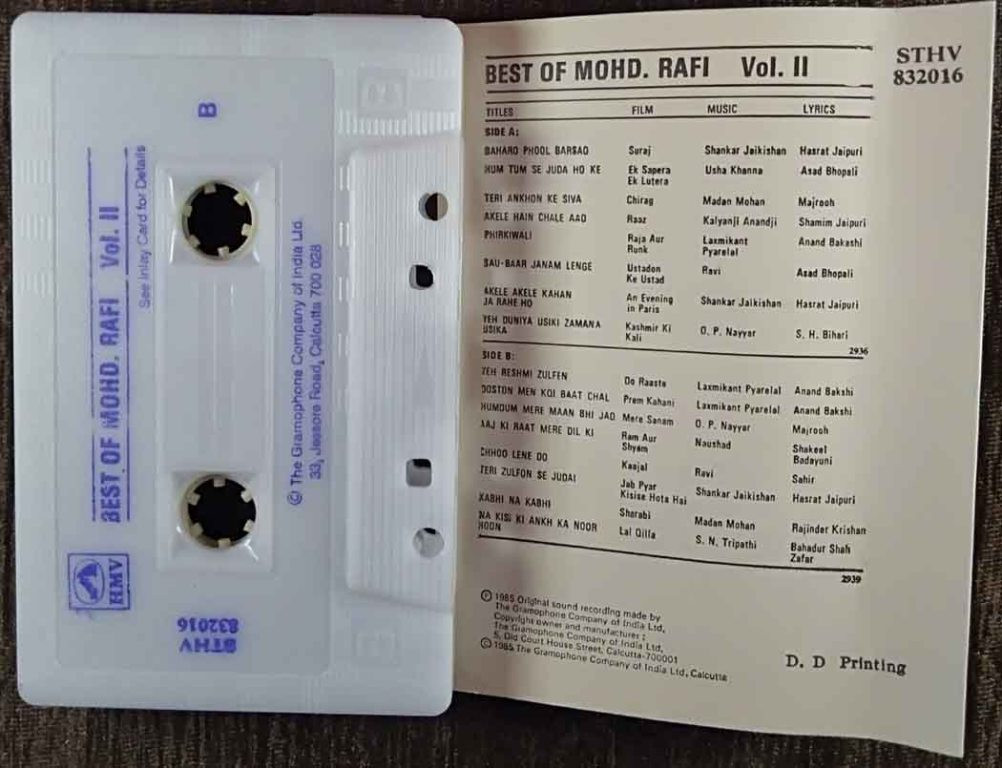 B
BEST OF MOHD. RAFI Vol. II
See Inlay Card for Details
© The Gramophone Company of India Ltd.
33, Jessore Road, Calcutta 700 028
HMV
STHV
832016
STHV
832016
BEST OF MOHD. RAFI Vol. II
TITLES FILM MUSIC LYRICS
SIDE A:
BAHARO PHOOL BARSAO Suraj Shankar Jaikishan Hasrat Jaipuri
HUM TUM SE JUDA HO KE Ek Sapera Usha Khanna Asad Bhopali
Ek Lutera
TERI ANKHON KE SIVA Chirag Madan Mohan Majrooh
AKELE HAIN CHALE AAO Raaz Kalyanji Anandji Shamim Jaipuri
PHIRKIWALI Raja Aur Laxmikant Anand Bakashi
Runk Pyarelal
SAU-BAAR JANAM LENGE Ustadon Ravi Asad Bhopali
Ke Ustad
AKELE AKELE KAHAN An Evening Shankar Jaikishan Hasrat Jaipuri
JA RAHE HO in Paris
YEH DUNIYA USIKI ZAMANA Kashmir Ki O. P. Nayyar S. H. Bihari
USIKA Kali
2936
SIDE B:
YEH RESHMI ZULFEN Do Raaste Laxmikant Pyarelal Anand Bakshi
DOSTON MEN KOI BAAT CHAL Prem Kahani Laxmikant Pyarelal Anand Bakshi
HUMDUM MERE MAAN BHI JAO Mere Sanam O. P. Nayyar Majrooh
AAJ KI RAAT MERE DIL KI Ram Aur Naushad Shakeel
Shyam Badayuni
CHHOO LENE DO Kaajal Ravi Sahir
TERI ZULFON SE JUDAI Jab Pyar Shankar Jaikishan Hasrat Jaipuri
Kisise Hota Hai
KABHI NA KABHI Sharabi Madan Mohan Rajinder Krishan
NA KISI KI ANKH KA NOOR Lal Qilla S. N. Tripathi Bahadur Shah
HOON Zafar
2939
℗ 1985 Original sound recording made by
The Gramophone Company of India Ltd,
Copyright owner and manufacturer :
The Gramophone Company of India Ltd,
5, Old Court House Street, Calcutta-700001
© 1985 The Gramophone Company of India Ltd, Calcutta
D. D Printing